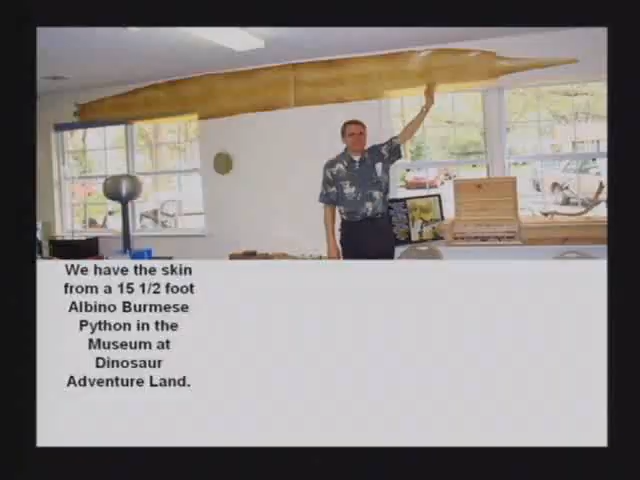 We have the skin
from a 15 1/2 foot
Albino Burmese
Python in the
Museum at
Dinosaur
Adventure Land.